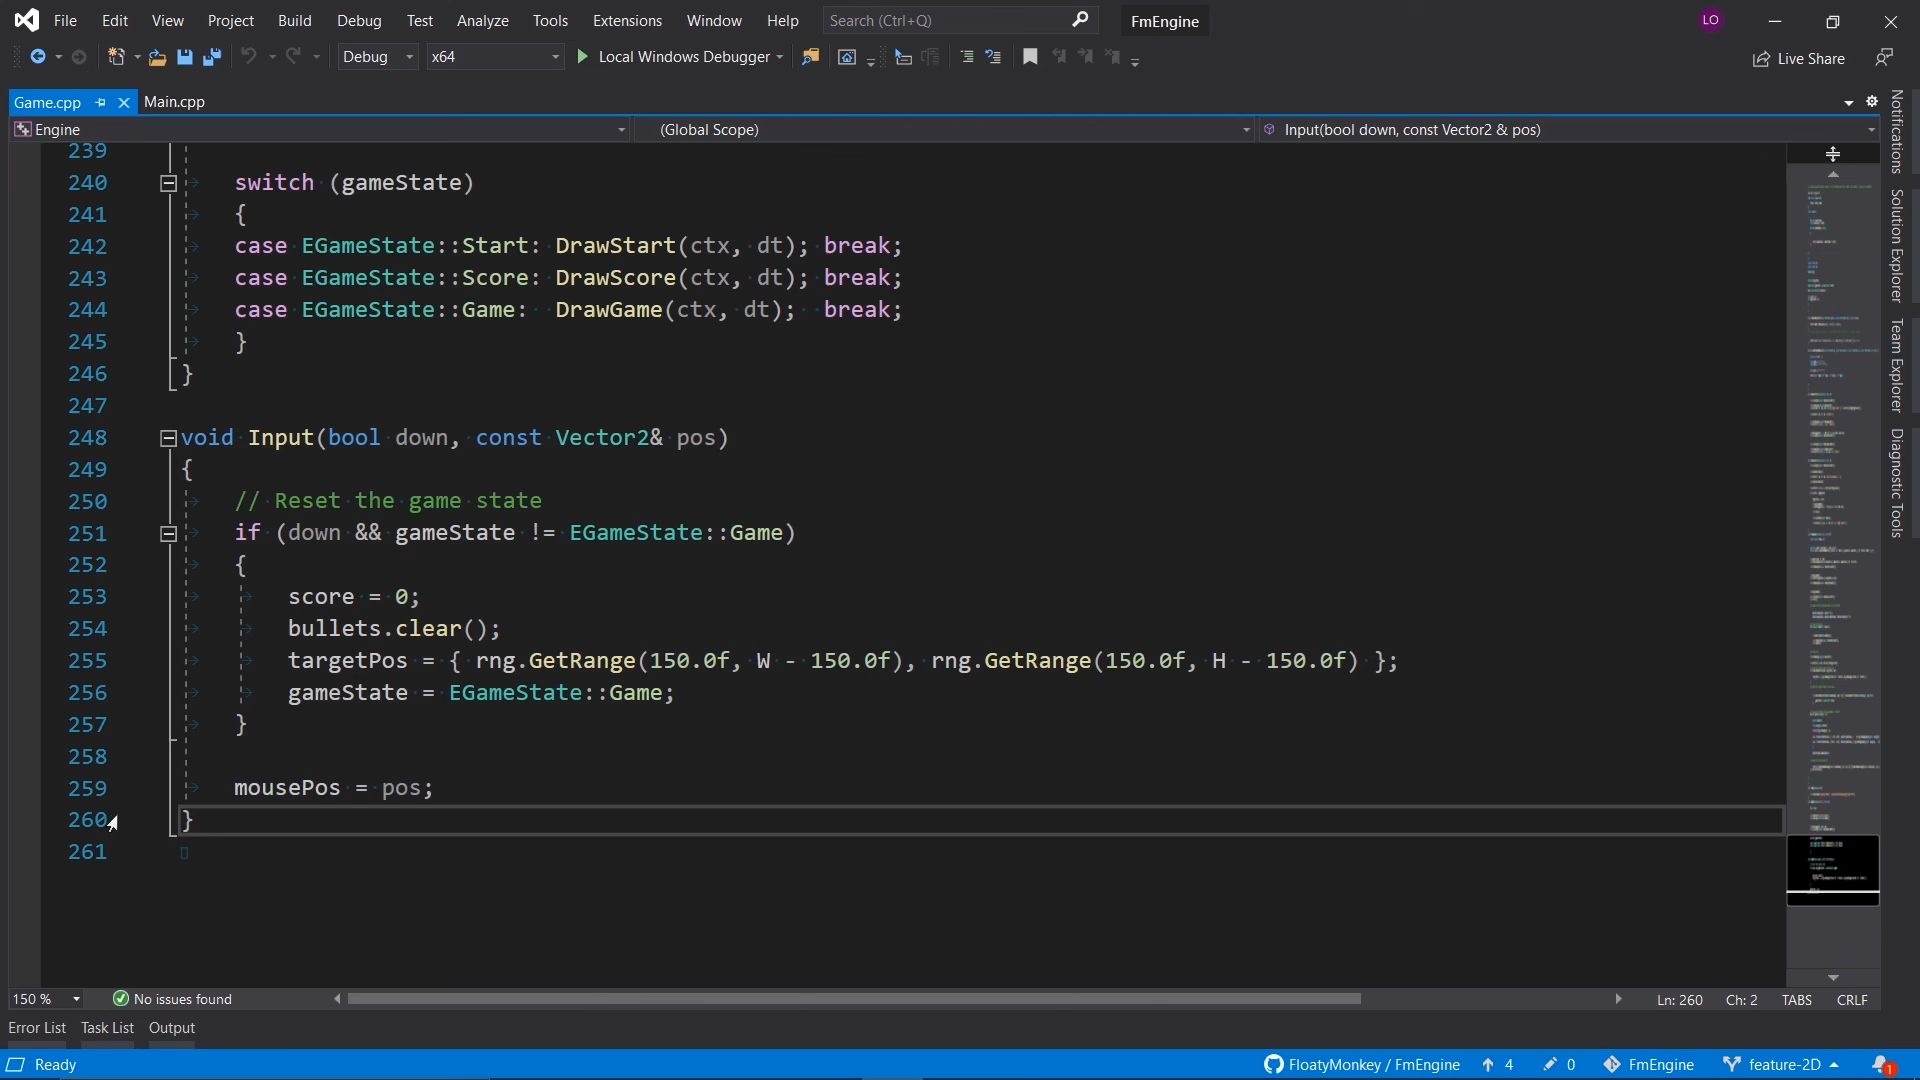 File Edit View Project Build Debug Test Analyze Tools Extensions Window Help Search (Ctrl+Q) FmEngine LO
Debug x64 Local Windows Debugger Live Share
Game.cpp Main.cpp
Engine (Global Scope) Input(bool down, const Vector2 & pos)
239
240 switch (gameState)
241 {
242 case EGameState::Start: DrawStart(ctx, dt); break;
243 case EGameState::Score: DrawScore(ctx, dt); break;
244 case EGameState::Game: DrawGame(ctx, dt); break;
245 }
246 }
247
248 void Input(bool down, const Vector2& pos)
249 {
250 // Reset the game state
251 if (down && gameState != EGameState::Game)
252 {
253 score = 0;
254 bullets.clear();
255 targetPos = { rng.GetRange(150.0f, W - 150.0f), rng.GetRange(150.0f, H - 150.0f) };
256 gameState = EGameState::Game;
257 }
258
259 mousePos = pos;
260 }
261
Notifications
Solution Explorer
Team Explorer
Diagnostic Tools
150 % No issues found Ln: 260 Ch: 2 TABS CRLF
Error List Task List Output
Ready FloatyMonkey / FmEngine 4 0 FmEngine feature-2D 1